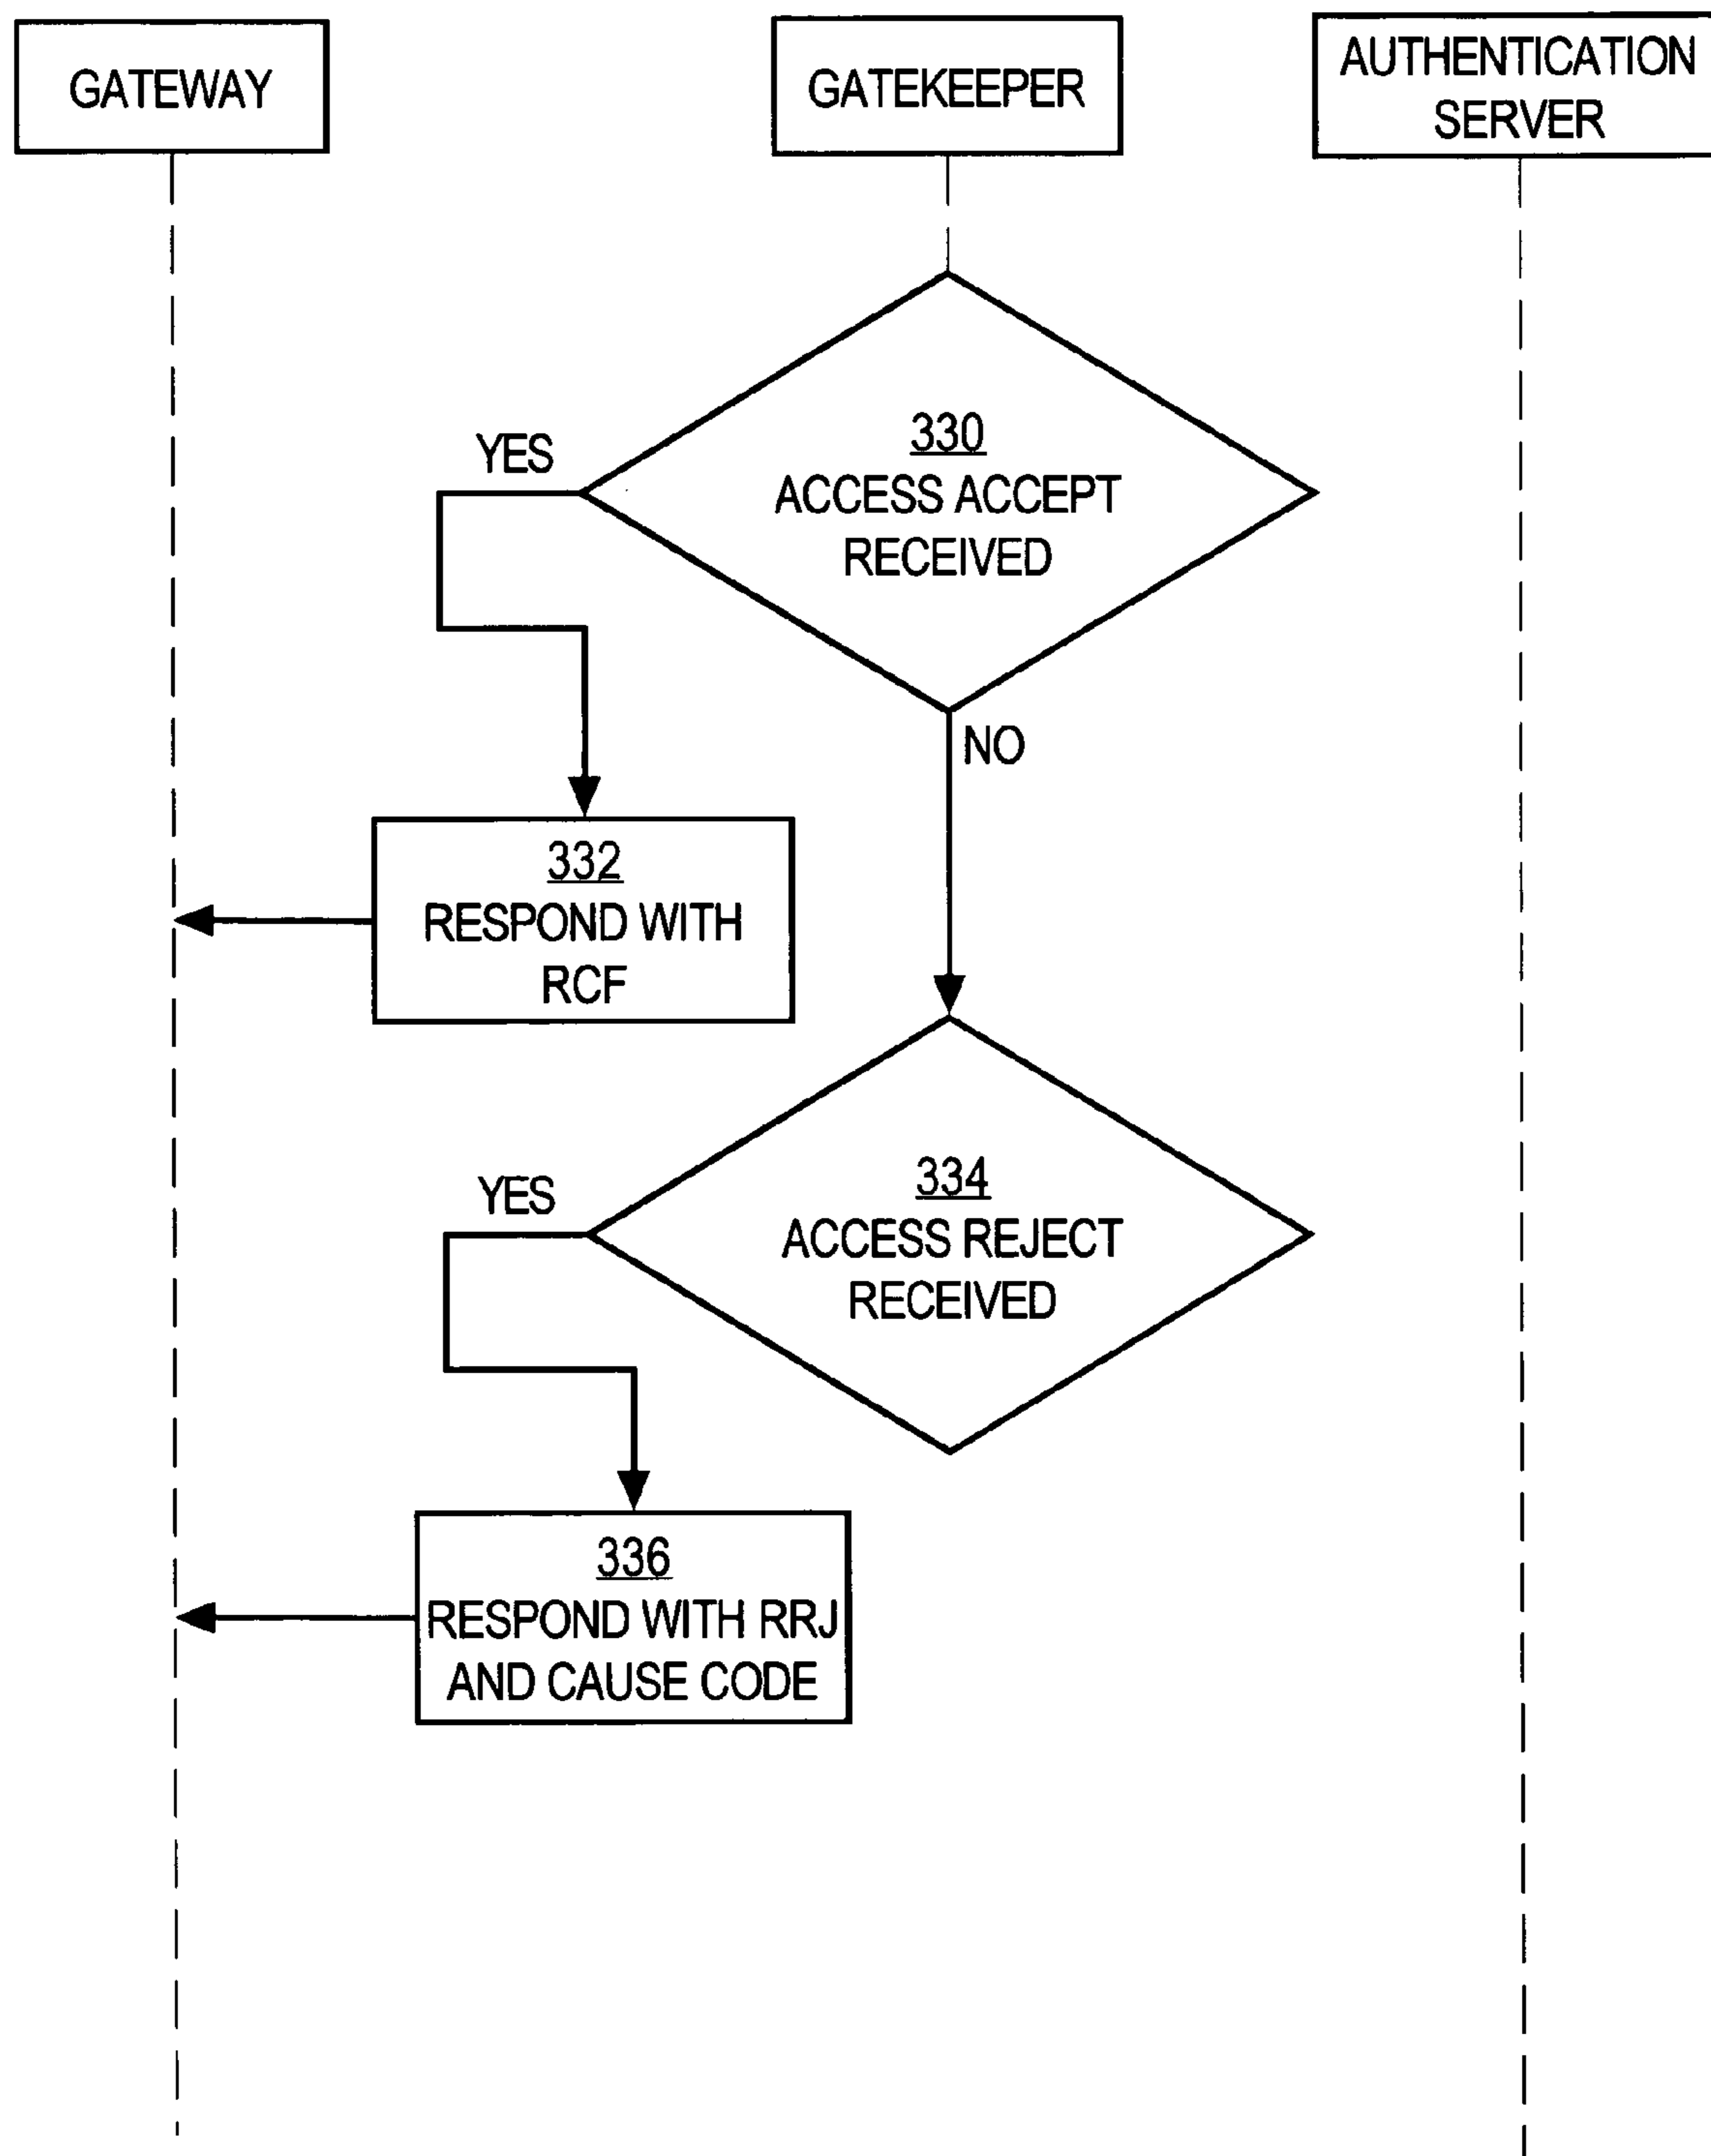 GATEWAY
GATEKEEPER
AUTHENTICATION
SERVER
330
ACCESS ACCEPT
RECEIVED
YES
NO
332
RESPOND WITH
RCF
334
ACCESS REJECT
RECEIVED
YES
336
RESPOND WITH RRJ
AND CAUSE CODE